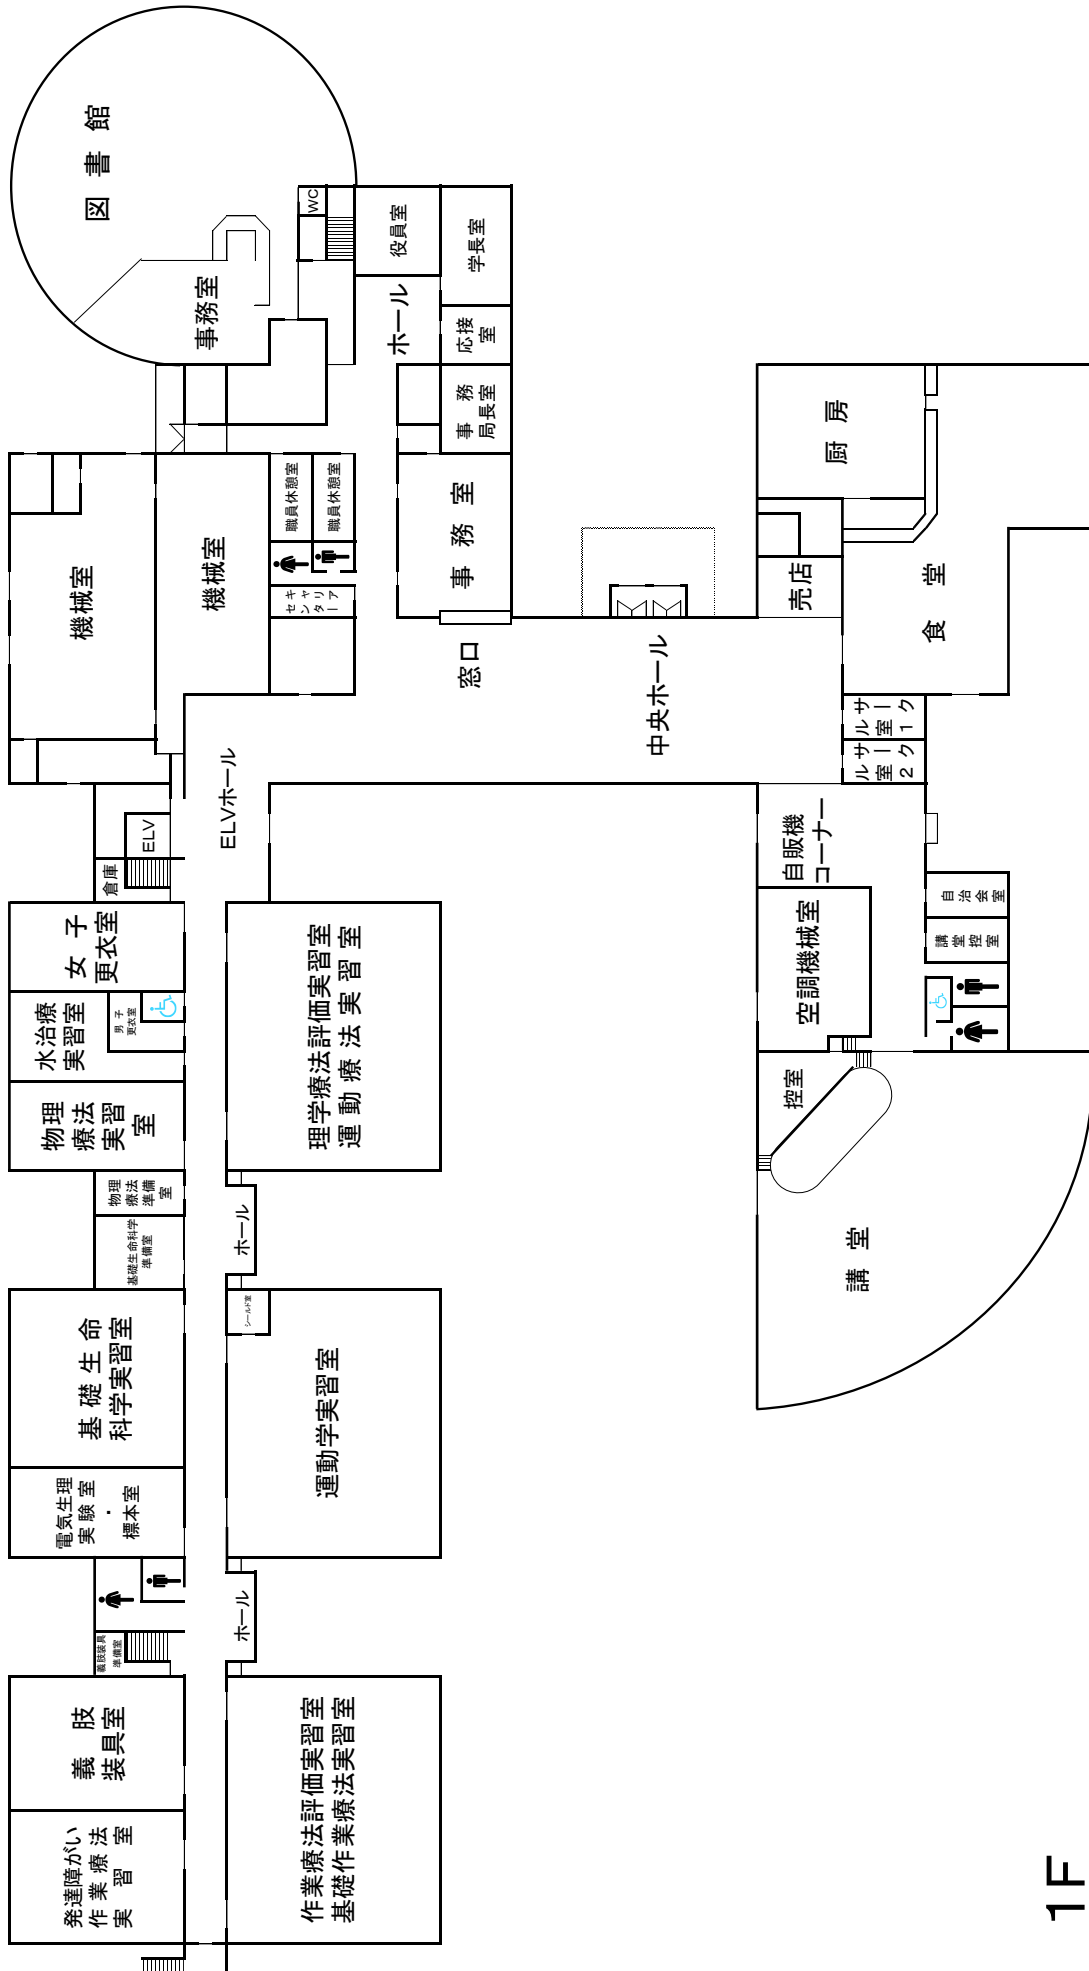 図書館
事務室
WC
役員室
学長室
ホール
応接
室
事務
局長室
事務室
窓口
職員休憩室
職員休憩室
セキュリ
ティ
機械室
機械室
厨房
売店
食堂
中央ホール
サークル
室1
サークル
室2
ELVホール
ELV
倉庫
自販機
コーナー
自治会室
講堂控室
空調機械室
控室
講堂
女子
更衣室
水治療
実習室
男子
更衣室
物理
療法
実習
室
理学療法評価実習室
運動療法実習室
物理
療法
準備
室
基礎生命科学
準備室
ホール
シールド室
基礎生命
科学実習室
運動学実習室
電気生理
実験室
・
標本室
ホール
義肢装具
準備室
義肢
装具室
発達障がい
作業療法
実習室
作業療法評価実習室
基礎作業療法実習室
1F